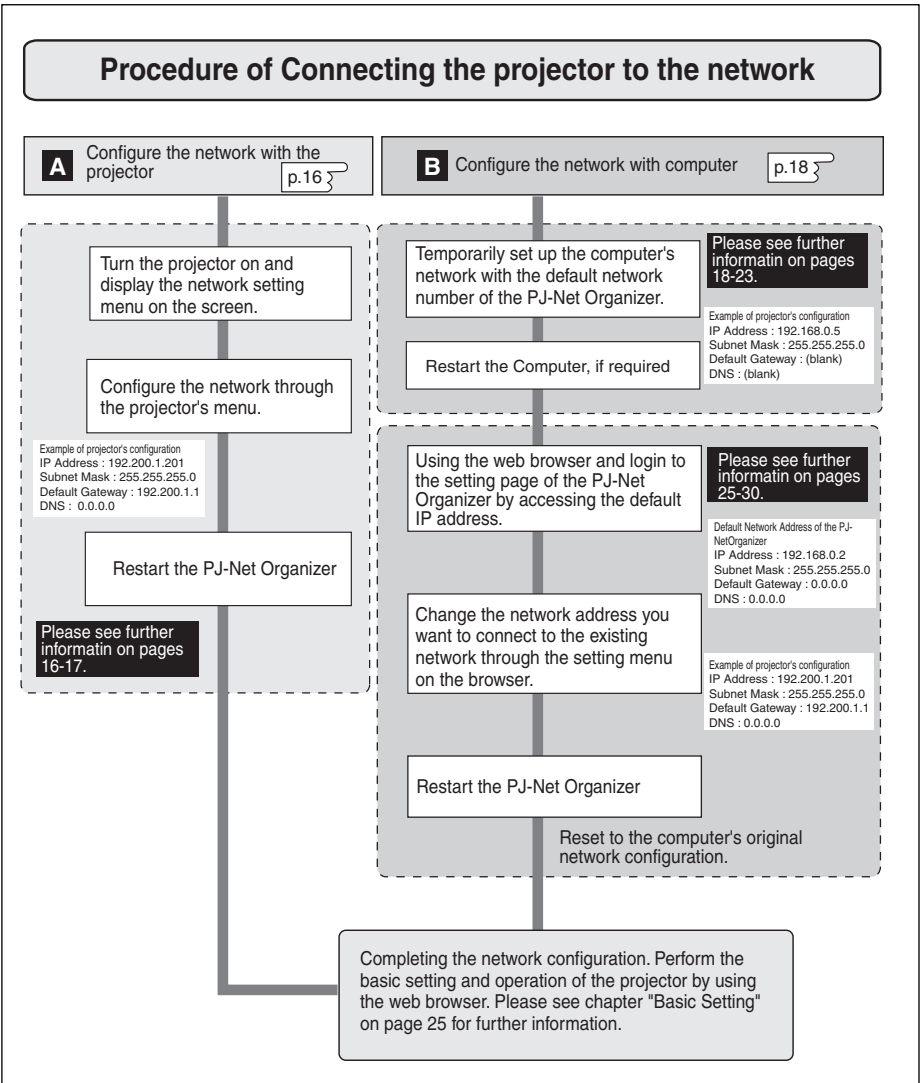 Procedure of Connecting the projector to the network
A
Configure the network with the
projector
p.16
Turn the projector on and
display the network setting
menu on the screen.
Configure the network through
the projector's menu.
Example of projector's configuration
IP Address : 192.200.1.201
Subnet Mask : 255.255.255.0
Default Gateway : 192.200.1.1
DNS : 0.0.0.0
Restart the PJ-Net Organizer
Please see further
informatin on pages
16-17.
B
Configure the network with computer
p.18
Temporarily set up the computer's
network with the default network
number of the PJ-Net Organizer.
Please see further
informatin on pages
18-23.
Example of projector's configuration
IP Address : 192.168.0.5
Subnet Mask : 255.255.255.0
Default Gateway : (blank)
DNS : (blank)
Restart the Computer, if required
Using the web browser and login to
the setting page of the PJ-Net
Organizer by accessing the default
IP address.
Please see further
informatin on pages
25-30.
Default Network Address of the PJ-
NetOrganizer
IP Address : 192.168.0.2
Subnet Mask : 255.255.255.0
Default Gateway : 0.0.0.0
DNS : 0.0.0.0
Change the network address you
want to connect to the existing
network through the setting menu
on the browser.
Example of projector's configuration
IP Address : 192.200.1.201
Subnet Mask : 255.255.255.0
Default Gateway : 192.200.1.1
DNS : 0.0.0.0
Restart the PJ-Net Organizer
Reset to the computer's original
network configuration.
Completing the network configuration. Perform the
basic setting and operation of the projector by using
the web browser. Please see chapter "Basic Setting"
on page 25 for further information.